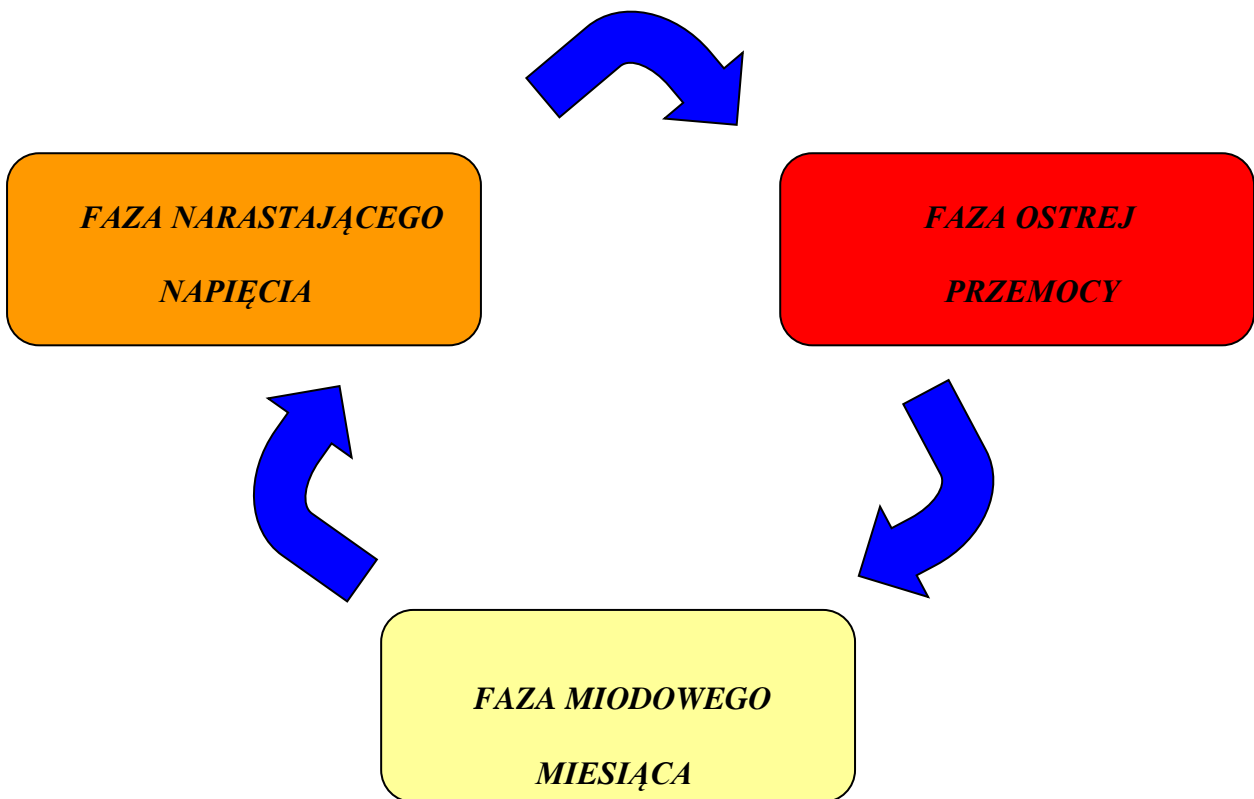 FAZA NARASTAJĄCEGO
NAPIĘCIA
FAZA OSTREJ
PRZEMOCY
FAZA MIODOWEGO
MIESIĄCA